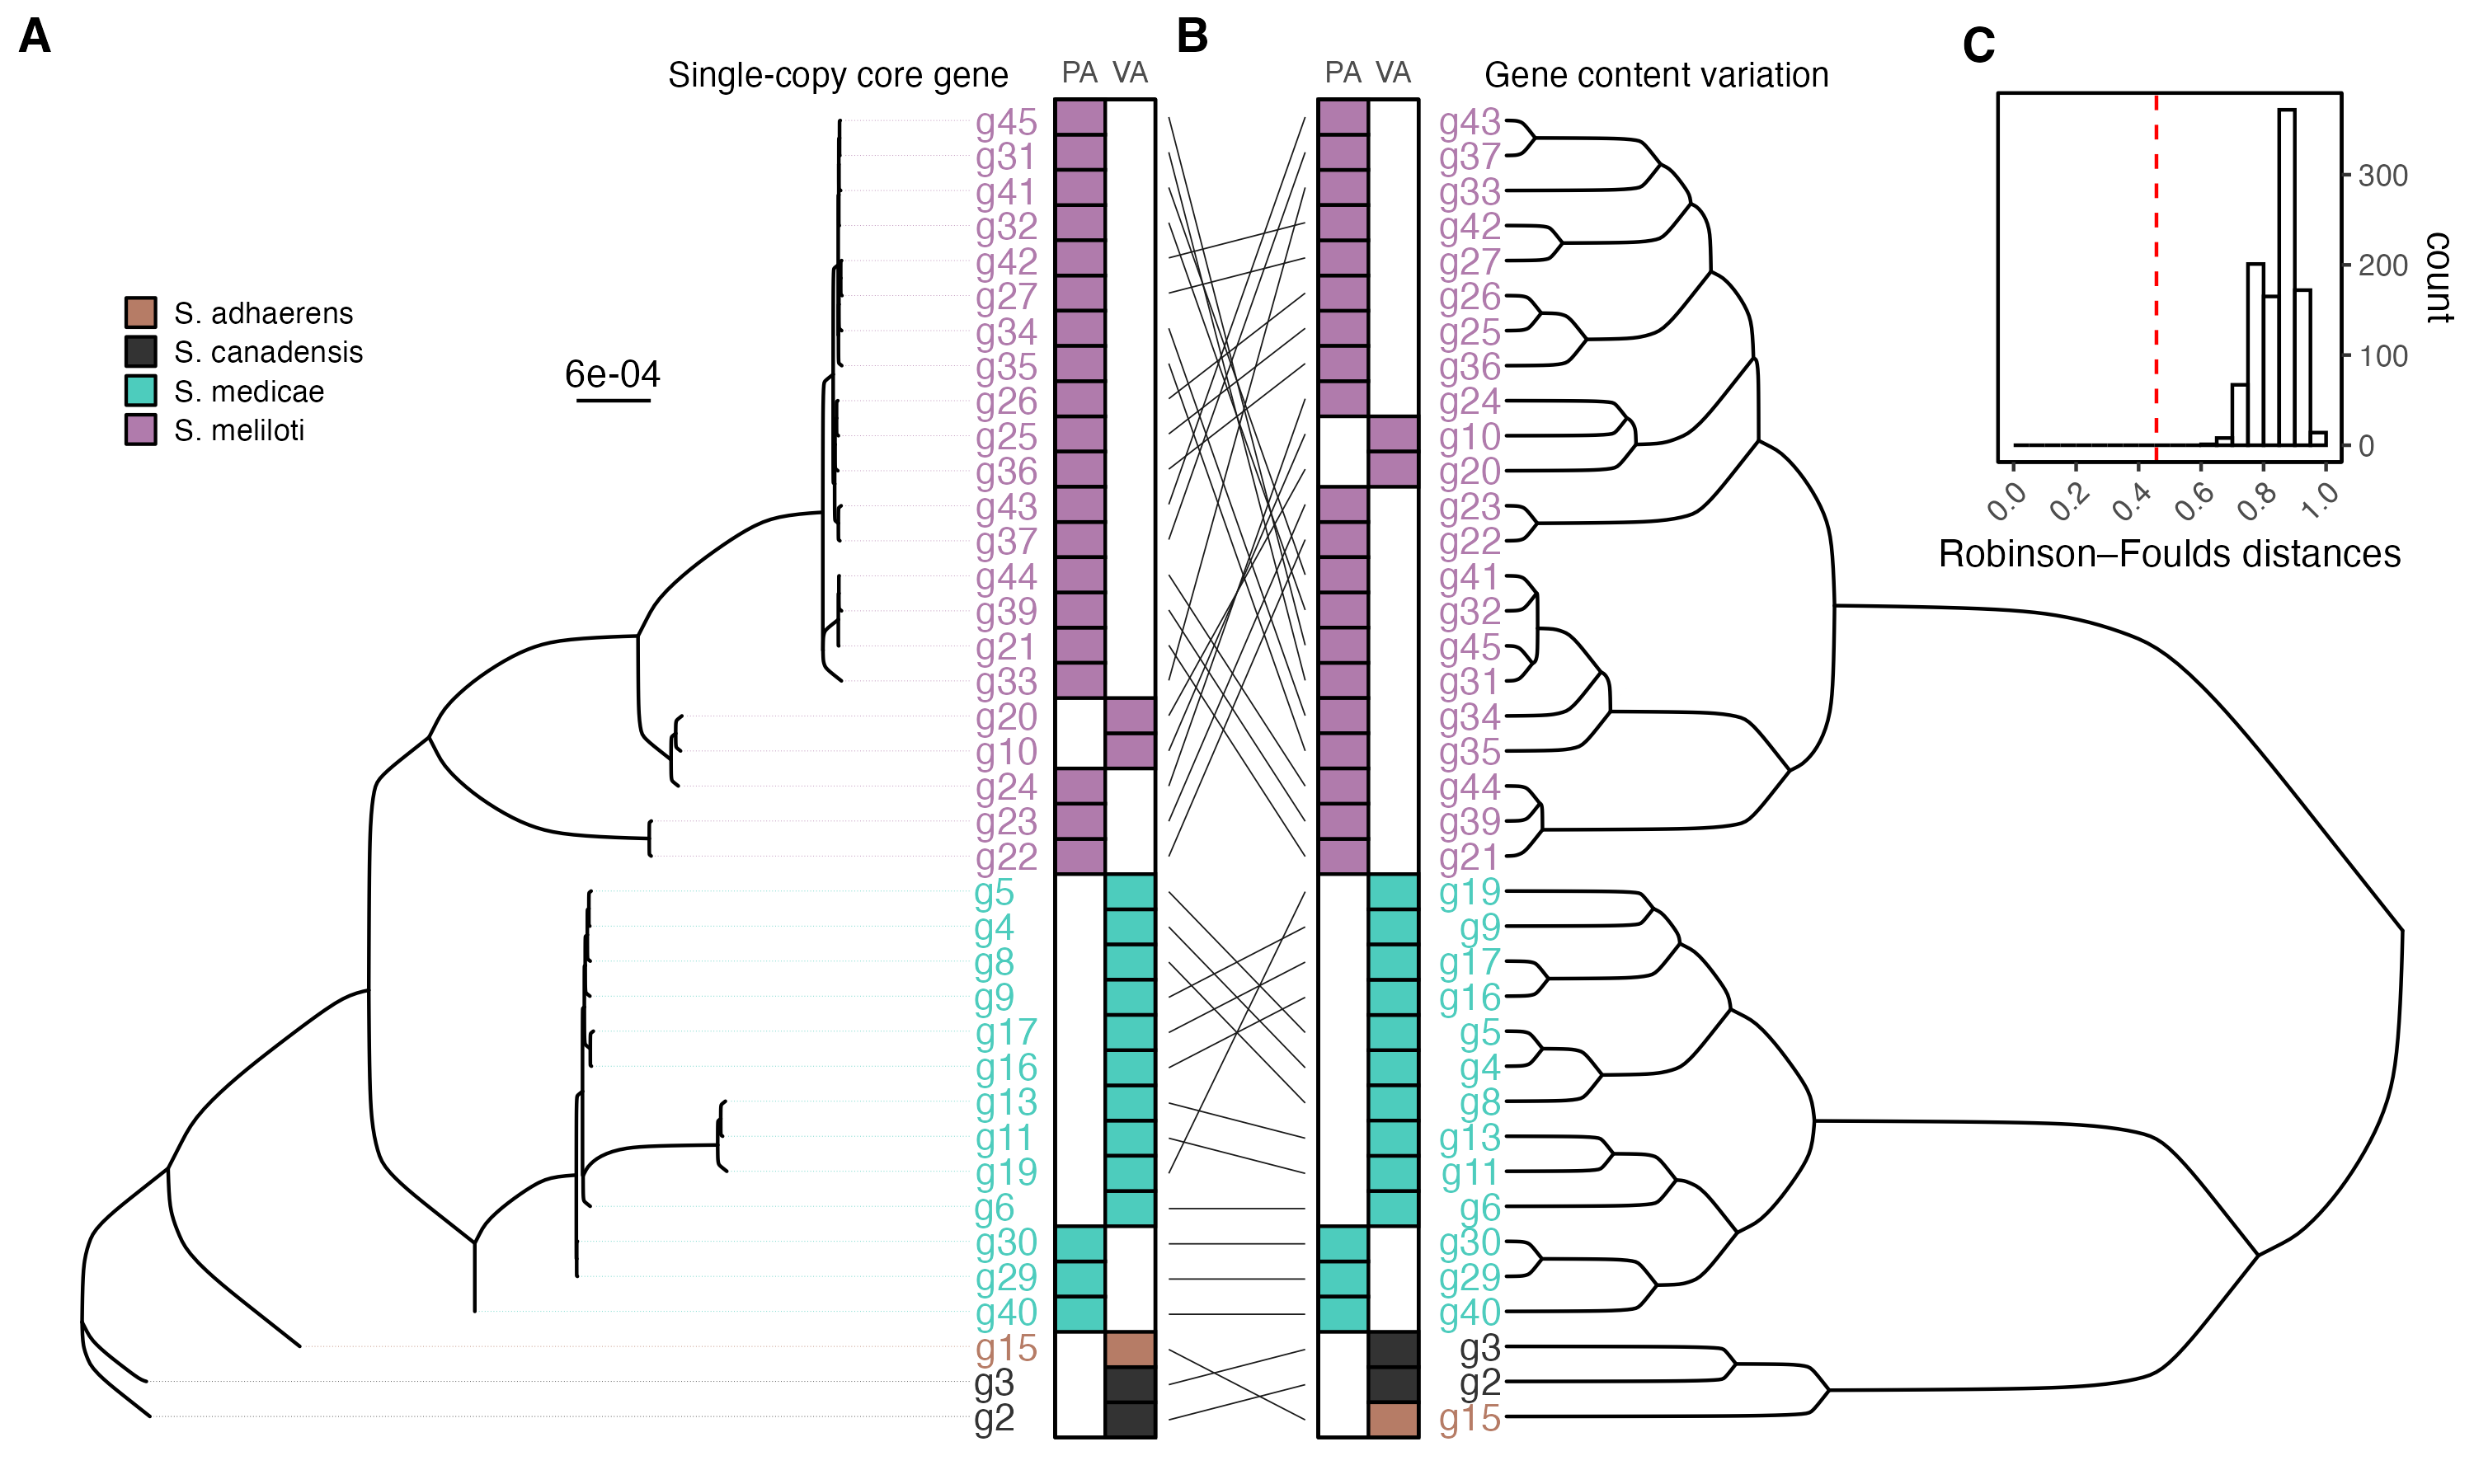 A
B
C
Single-copy core gene
PA VA
PA VA
Gene content variation
g45
g31
g41
g32
g42
g27
g34
g35
g26
g25
g36
g43
g37
g44
g39
g21
g33
g20
g10
g24
g23
g22
g5
g4
g8
g9
g17
g16
g13
g11
g19
g6
g30
g29
g40
g15
g3
g2
S. adhaerens
S. canadensis
S. medicae
S. meliloti
6e-04
g43
g37
g33
g42
g27
g26
g25
g36
g24
g10
g20
g23
g22
g41
g32
g45
g31
g34
g35
g44
g39
g21
g19
g9
g17
g16
g5
g4
g8
g13
g11
g6
g30
g29
g40
g3
g2
g15
300
200
100
0
count
0.0 0.2 0.4 0.6 0.8 1.0
Robinson–Foulds distances